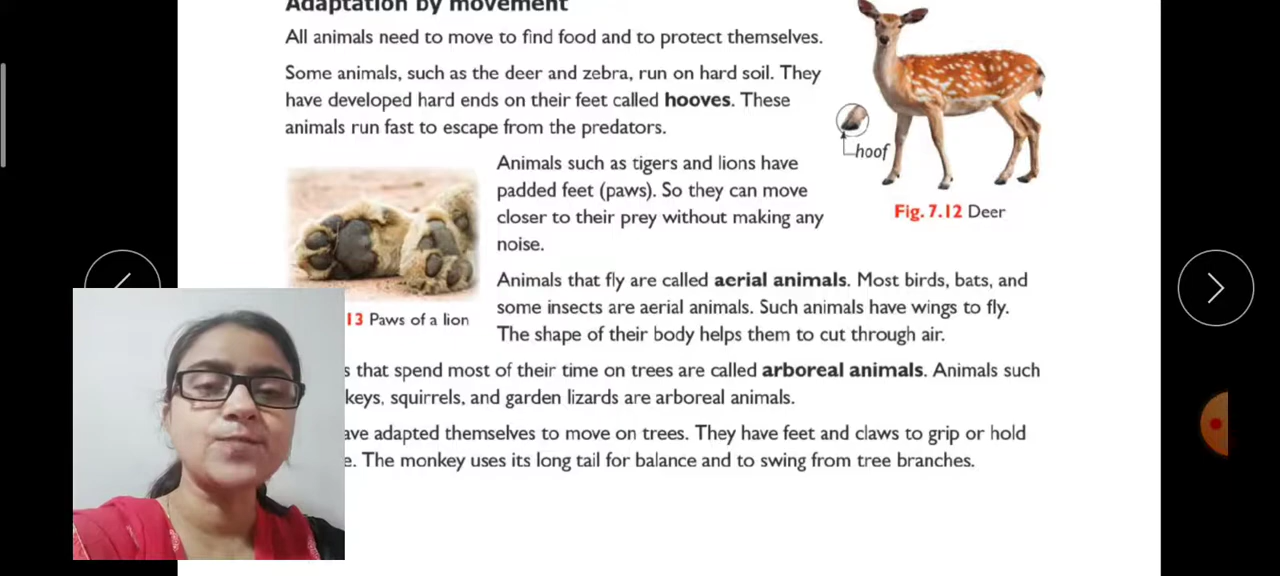 Adaptation by movement
All animals need to move to find food and to protect themselves.
Some animals, such as the deer and zebra, run on hard soil. They
have developed hard ends on their feet called hooves. These
animals run fast to escape from the predators.
hoof
Fig. 7.12 Deer
Animals such as tigers and lions have
padded feet (paws). So they can move
closer to their prey without making any
noise.
13 Paws of a lion
Animals that fly are called aerial animals. Most birds, bats, and
some insects are aerial animals. Such animals have wings to fly.
The shape of their body helps them to cut through air.
s that spend most of their time on trees are called arboreal animals. Animals such
keys, squirrels, and garden lizards are arboreal animals.
ave adapted themselves to move on trees. They have feet and claws to grip or hold
e. The monkey uses its long tail for balance and to swing from tree branches.